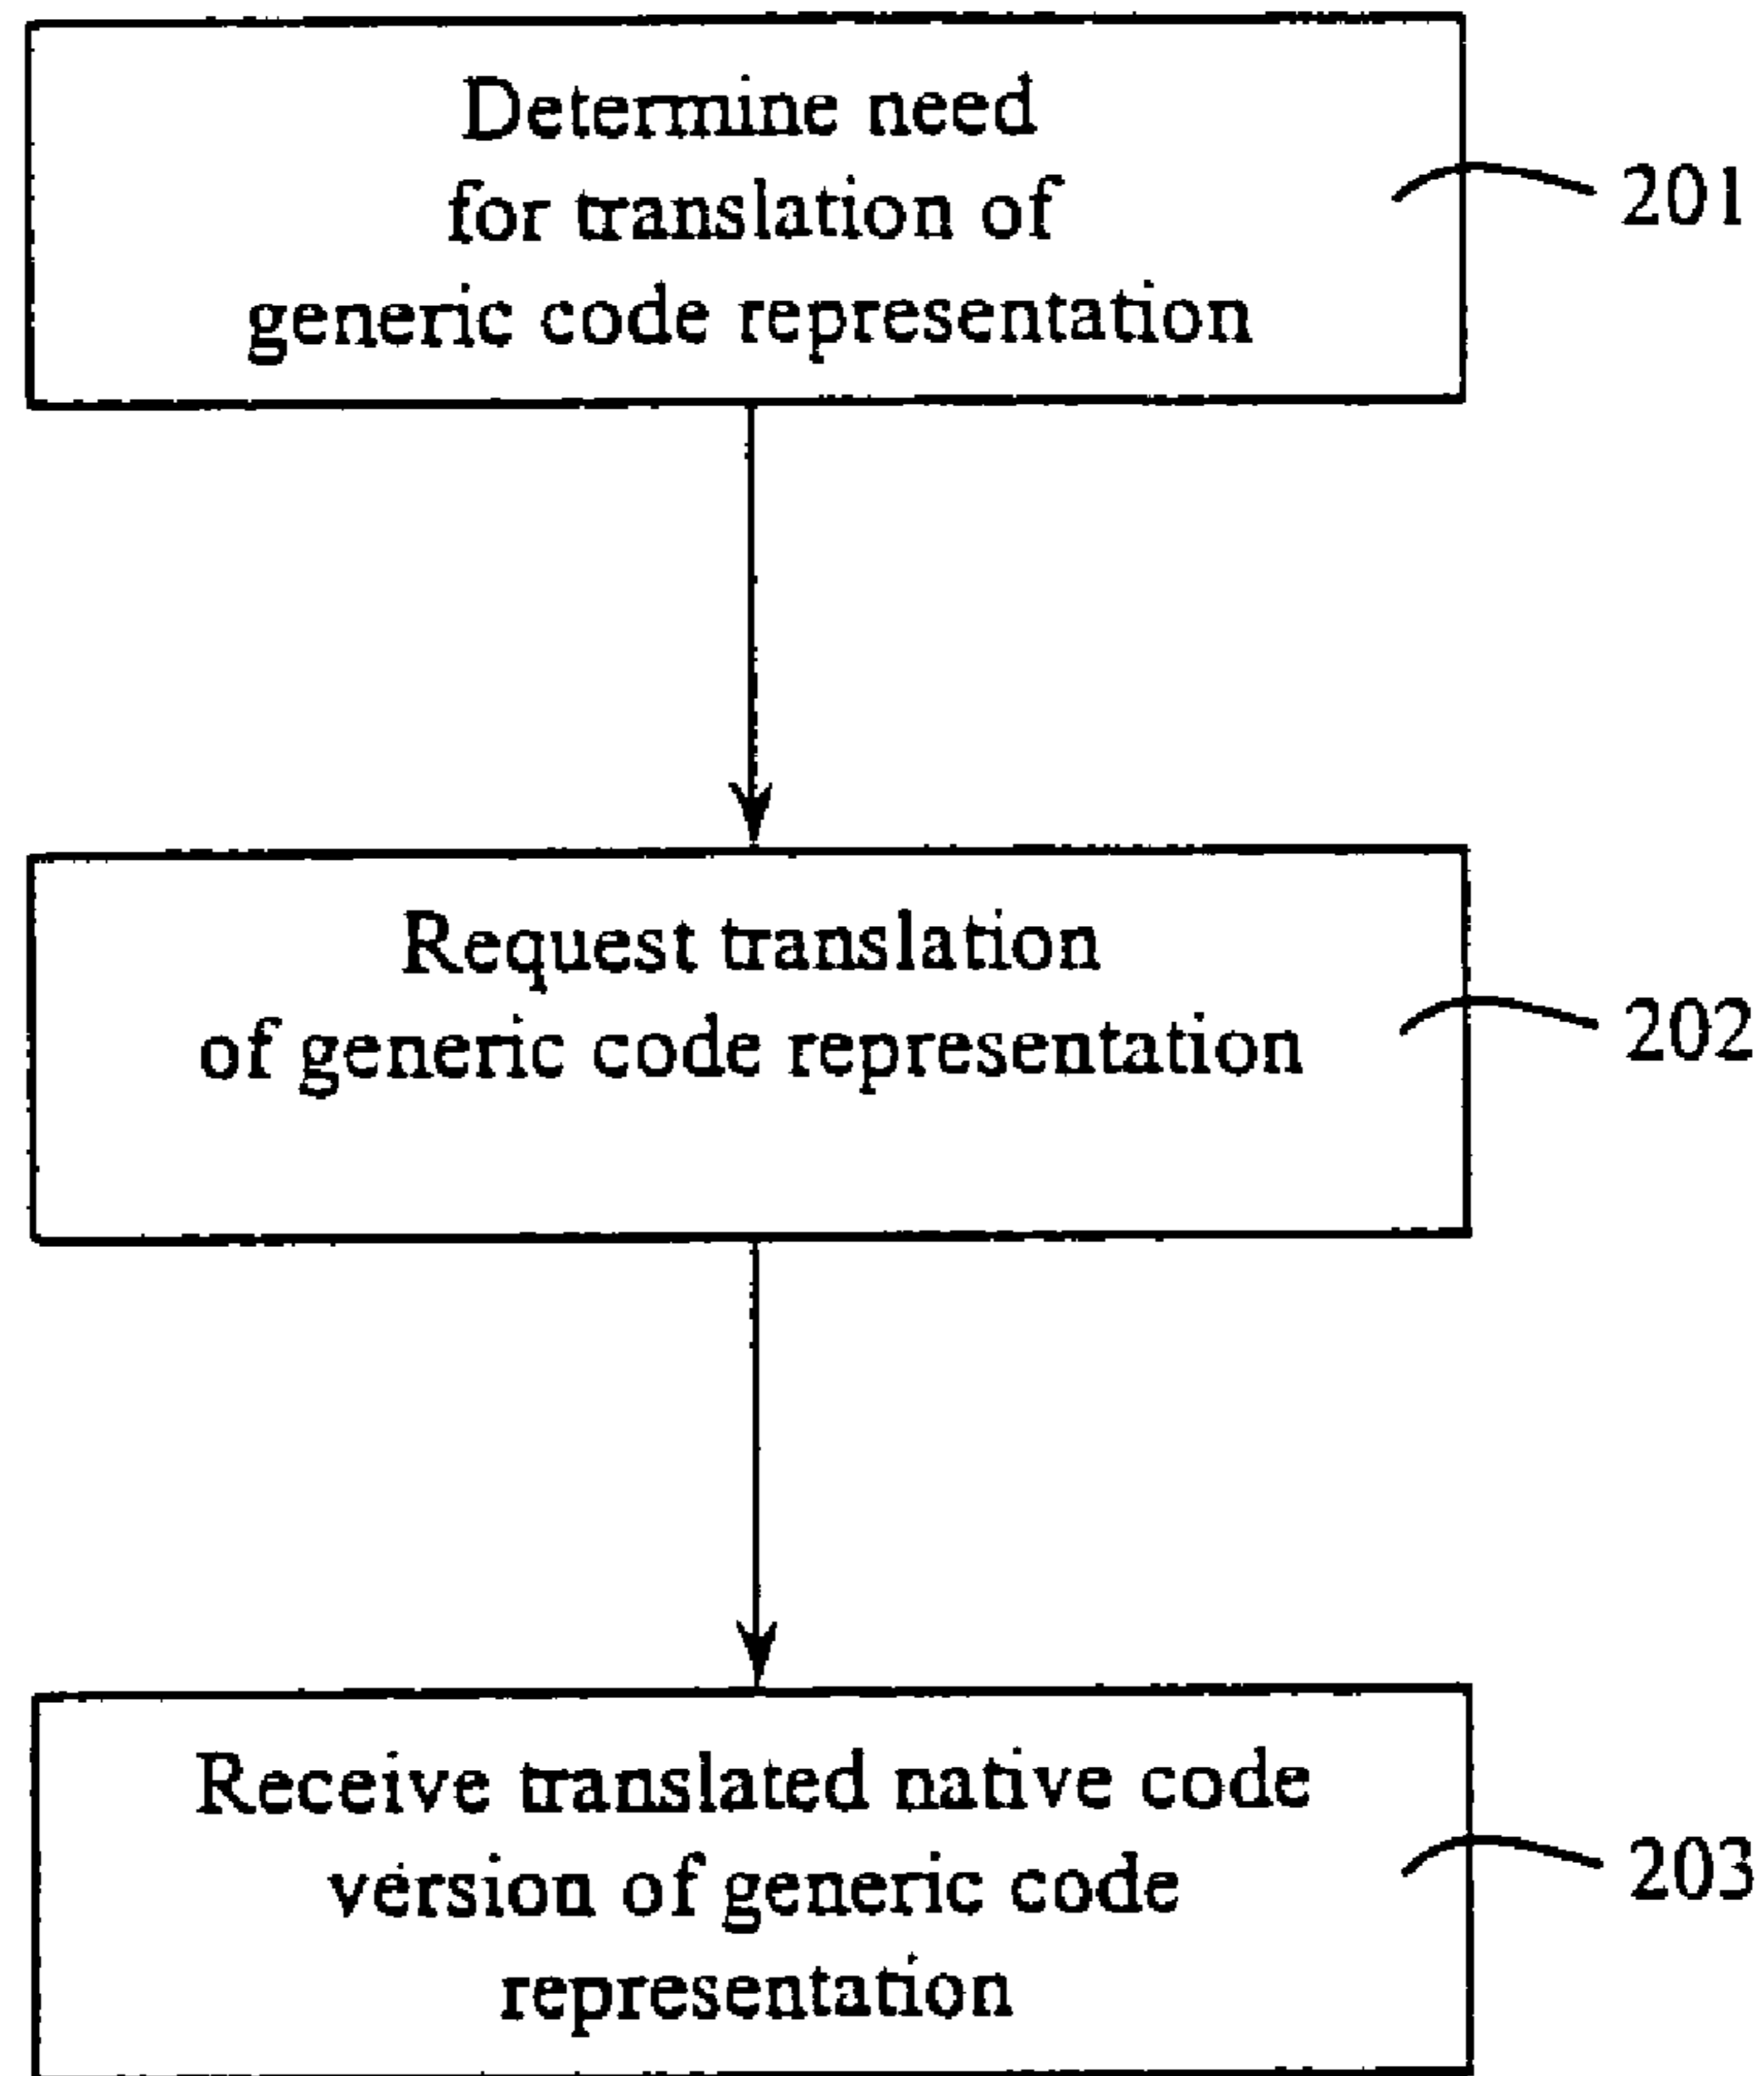 Determine need
for translation of
generic code representation
201
Request translation
of generic code representation
202
Receive translated native code
version of generic code
representation
203